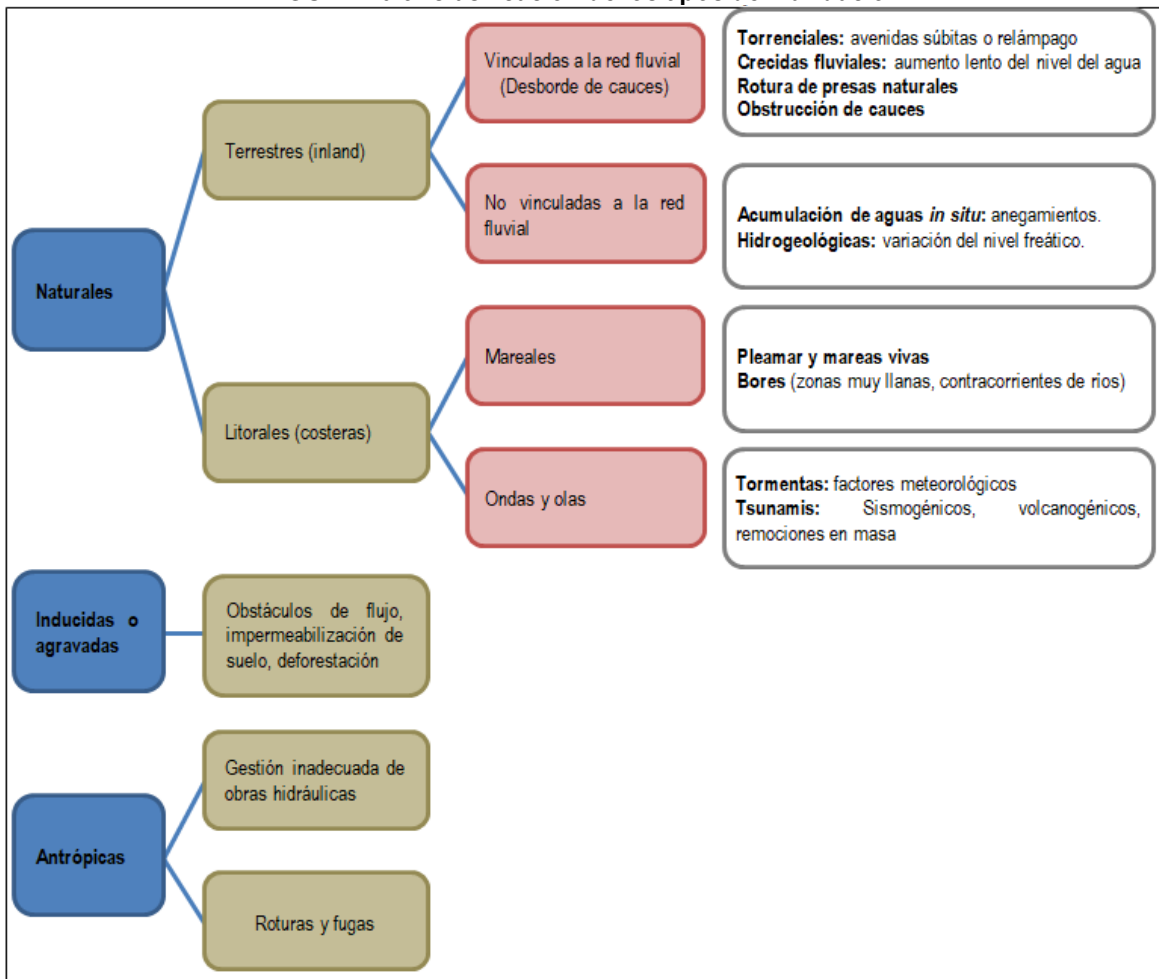 Vinculadas a la red fluvial
(Desborde de cauces)
Torrenciales: avenidas súbitas o relámpago
Crecidas fluviales: aumento lento del nivel del agua
Rotura de presas naturales
Obstrucción de cauces
Terrestres (inland)
No vinculadas a la red
fluvial
Acumulación de aguas in situ: anegamientos.
Hidrogeológicas: variación del nivel freático.
Naturales
Mareales
Pleamar y mareas vivas
Bores (zonas muy llanas, contracorrientes de ríos)
Litorales (costeras)
Ondas y olas
Tormentas: factores meteorológicos
Tsunamis: Sismogénicos, volcanogénicos,
remociones en masa
Inducidas o
agravadas
Obstáculos de flujo,
impermeabilización de
suelo, deforestación
Gestión inadecuada de
obras hidráulicas
Antrópicas
Roturas y fugas